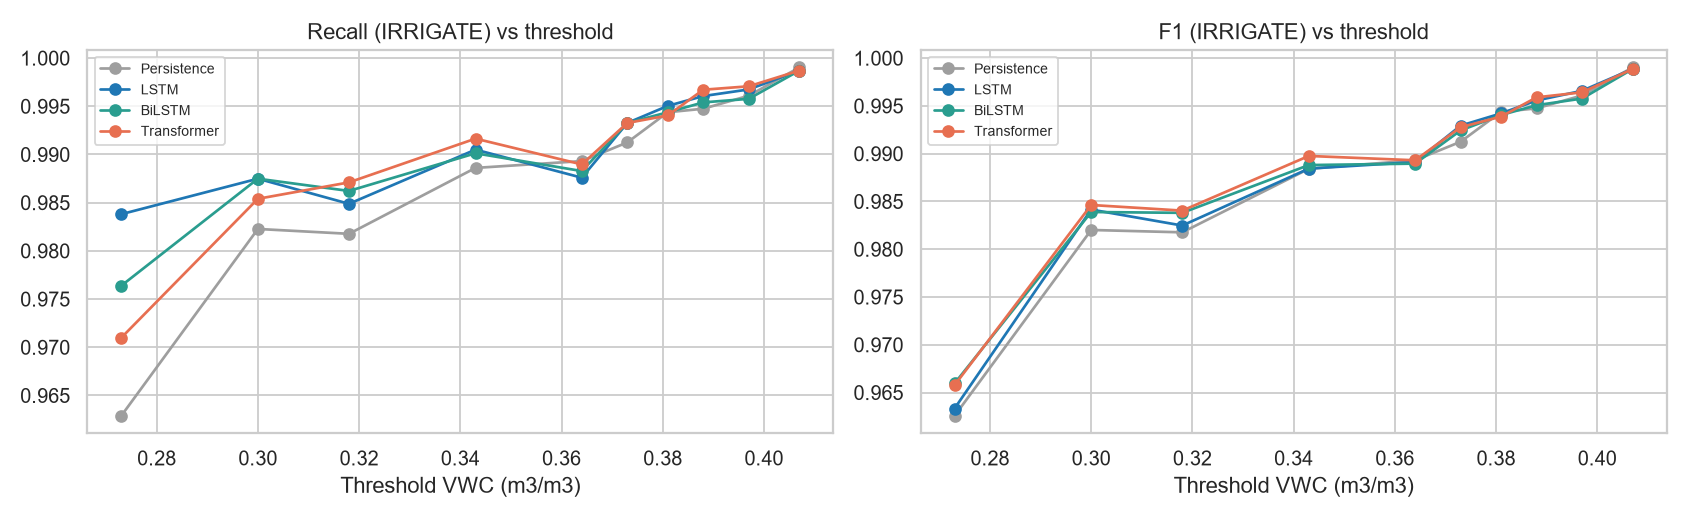 Recall (IRRIGATE) vs threshold
1.000
0.995
0.990
0.985
0.980
0.975
0.970
0.965
Persistence
LSTM
BiLSTM
Transformer
0.28 0.30 0.32 0.34 0.36 0.38 0.40
Threshold VWC (m3/m3)
F1 (IRRIGATE) vs threshold
1.000
0.995
0.990
0.985
0.980
0.975
0.970
0.965
Persistence
LSTM
BiLSTM
Transformer
0.28 0.30 0.32 0.34 0.36 0.38 0.40
Threshold VWC (m3/m3)